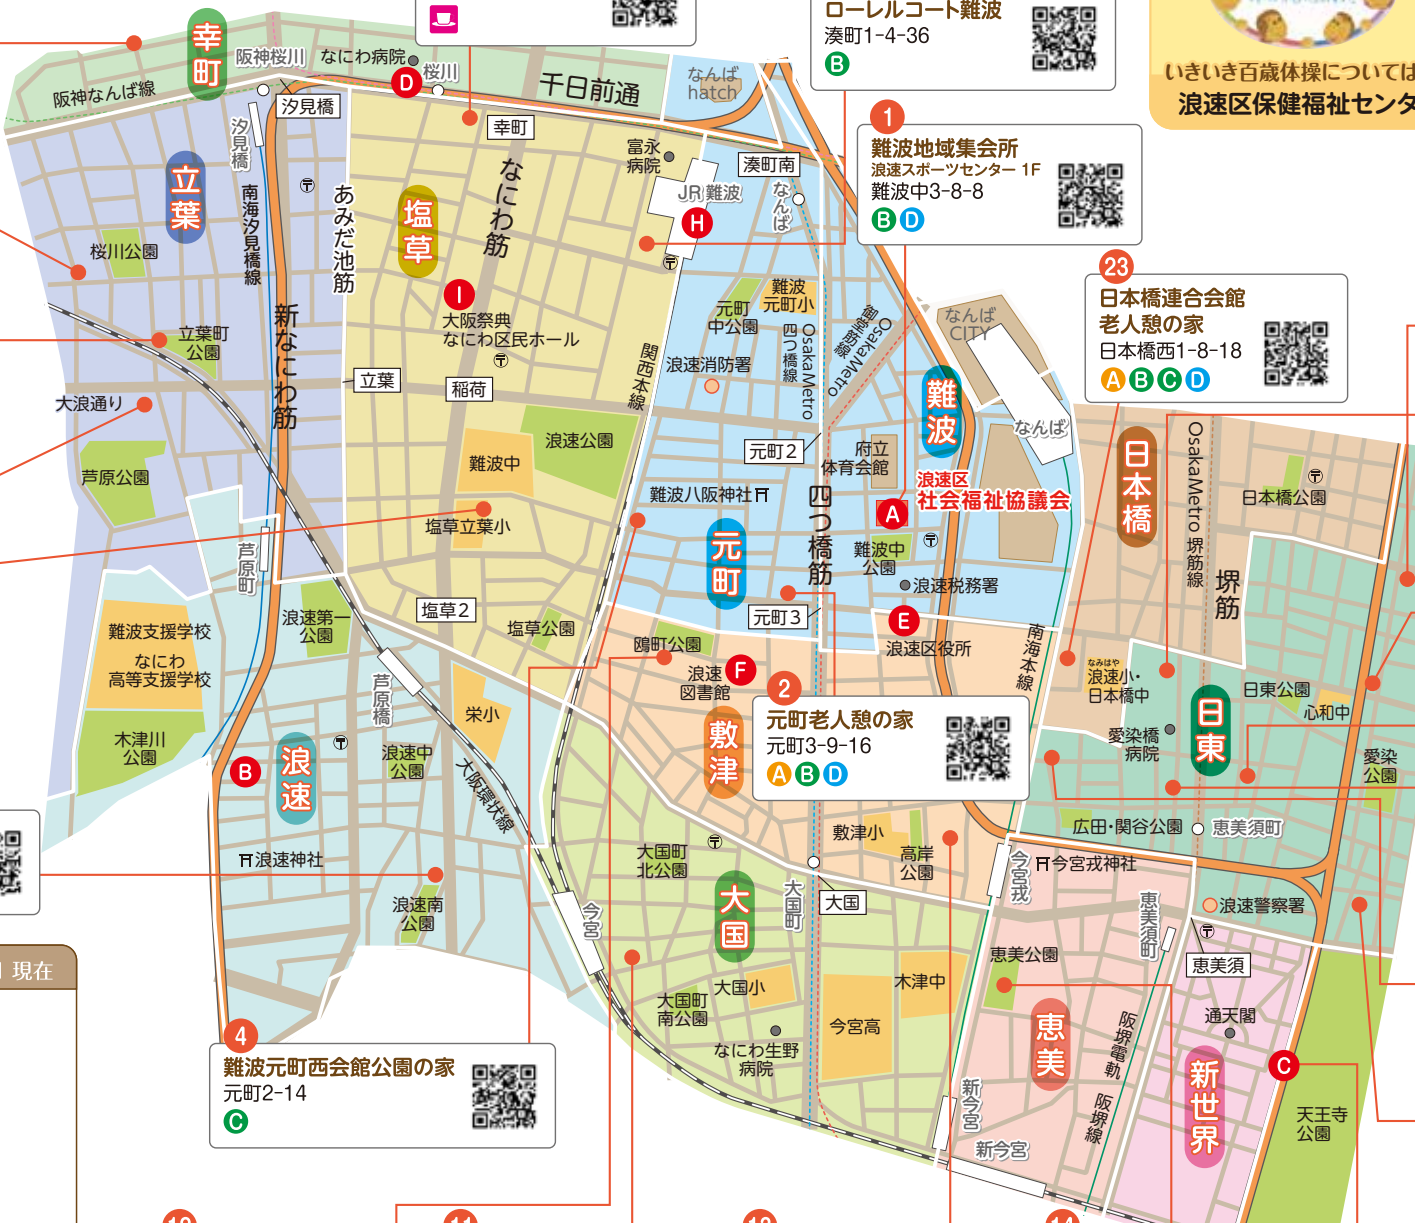 ローレルコート難波
湊町1-4-36
B
いきいき百歳体操については
浪速区保健福祉センタ
1
難波地域集会所
浪速スポーツセンター 1F
難波中3-8-8
B D
23
日本橋連合会館
老人憩の家
日本橋西1-8-18
A B C D
2
元町老人憩の家
元町3-9-16
A B D
4
難波元町西会館公園の家
元町2-14
C
現在
幸町
阪神桜川
なにわ病院
D
桜川
阪神なんば線
汐見橋
千日前通
なんば
hatch
汐見橋
立葉
南海汐見橋線
あみだ池筋
幸町
なにわ筋
塩草
富永
病院
湊町南
JR難波
なんば
H
桜川公園
新なにわ筋
I
大阪祭典
なにわ区民ホール
立葉町
公園
立葉
稲荷
大浪通り
芦原公園
関西本線
元町
中公園
難波
元町小
浪速消防署
OsakaMetro
四つ橋線
OsakaMetro
御堂筋線
なんば
CITY
難波
なんば
浪速公園
難波中
塩草立葉小
元町2
府立
体育会館
浪速区
社会福祉協議会
A
難波八阪神社
四つ橋筋
元町
難波中
公園
浪速税務署
元町3
E
浪速区役所
南海本線
日本橋
OsakaMetro 堺筋線
堺筋
日本橋公園
芦原町
難波支援学校
なにわ
高等支援学校
木津川
公園
浪速第一
公園
塩草2
塩草公園
鴎町公園
浪速
図書館
F
敷津
芦原橋
栄小
浪速中
公園
大阪環状線
B
浪速
浪速神社
浪速南
公園
なみはや
浪速小・
日本橋中
日東
日東公園
心和中
愛染橋
病院
愛染
公園
広田・関谷公園
恵美須町
敷津小
高岸
公園
大国町
北公園
大国
大国町
大国
今宮
今宮戎
今宮戎神社
恵美須町
浪速警察署
恵美須
恵美公園
木津中
大国小
大国町
南公園
今宮高
なにわ生野
病院
恵美
阪堺電軌
阪堺線
通天閣
C
新世界
新今宮
新今宮
天王寺
公園
11
14